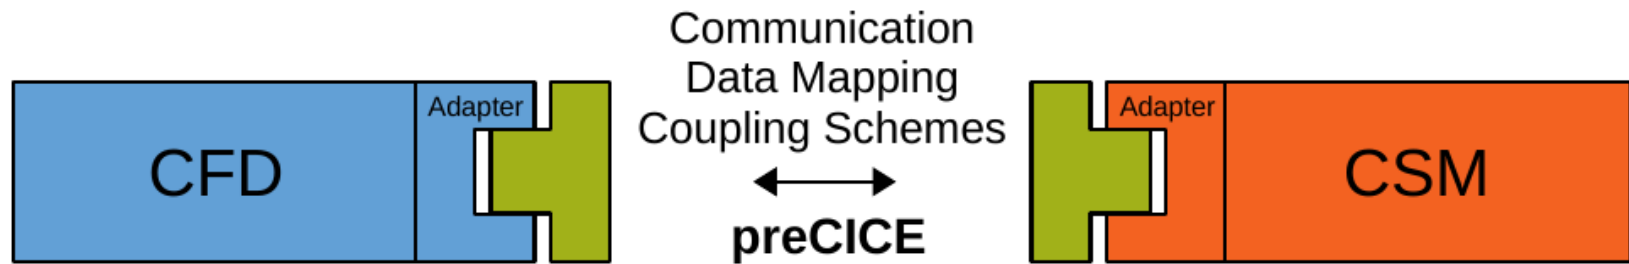 Communication
Data Mapping
Coupling Schemes
preCICE
Adapter
CFD
Adapter
CSM